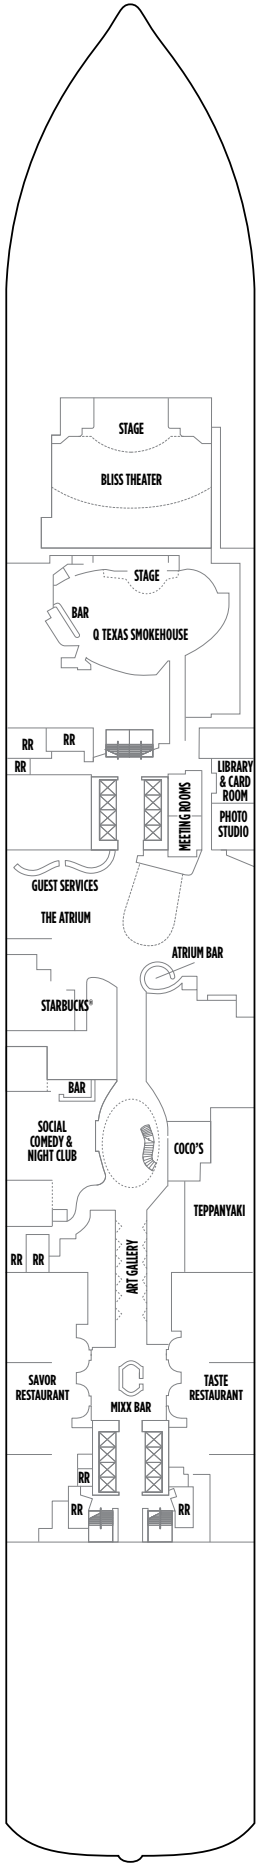 STAGE
BLISS THEATER
STAGE
BAR
Q TEXAS SMOKEHOUSE
RR
RR
RR
LIBRARY
& CARD
ROOM
MEETING ROOMS
PHOTO
STUDIO
GUEST SERVICES
THE ATRIUM
ATRIUM BAR
STARBUCKS®
BAR
SOCIAL
COMEDY &
NIGHT CLUB
COCO'S
TEPPANYAKI
RR
RR
ART GALLERY
SAVOR
RESTAURANT
TASTE
RESTAURANT
MIXX BAR
RR
RR
RR